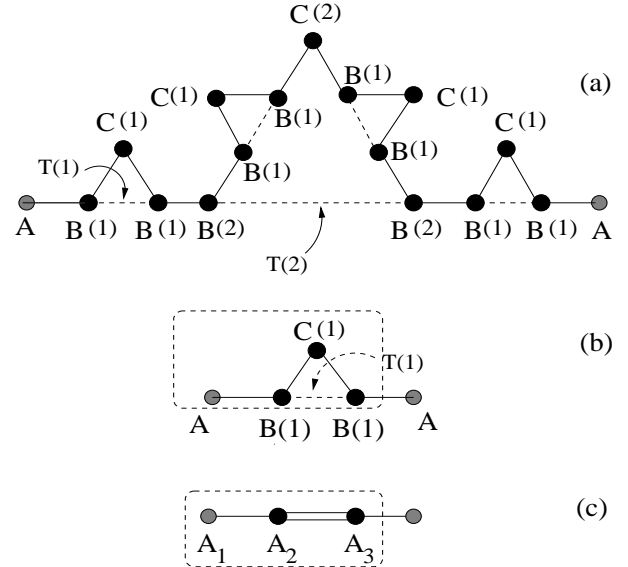 C(2)
B(1)
(a)
C(1) C(1)
B(1)
C(1) C(1)
T(1) B(1) B(1)
A B(1) B(1) B(2) B(2) B(1) B(1) A
T(2)
C(1) (b)
T(1)
A B(1) B(1) A
(c)
A1 A2 A3